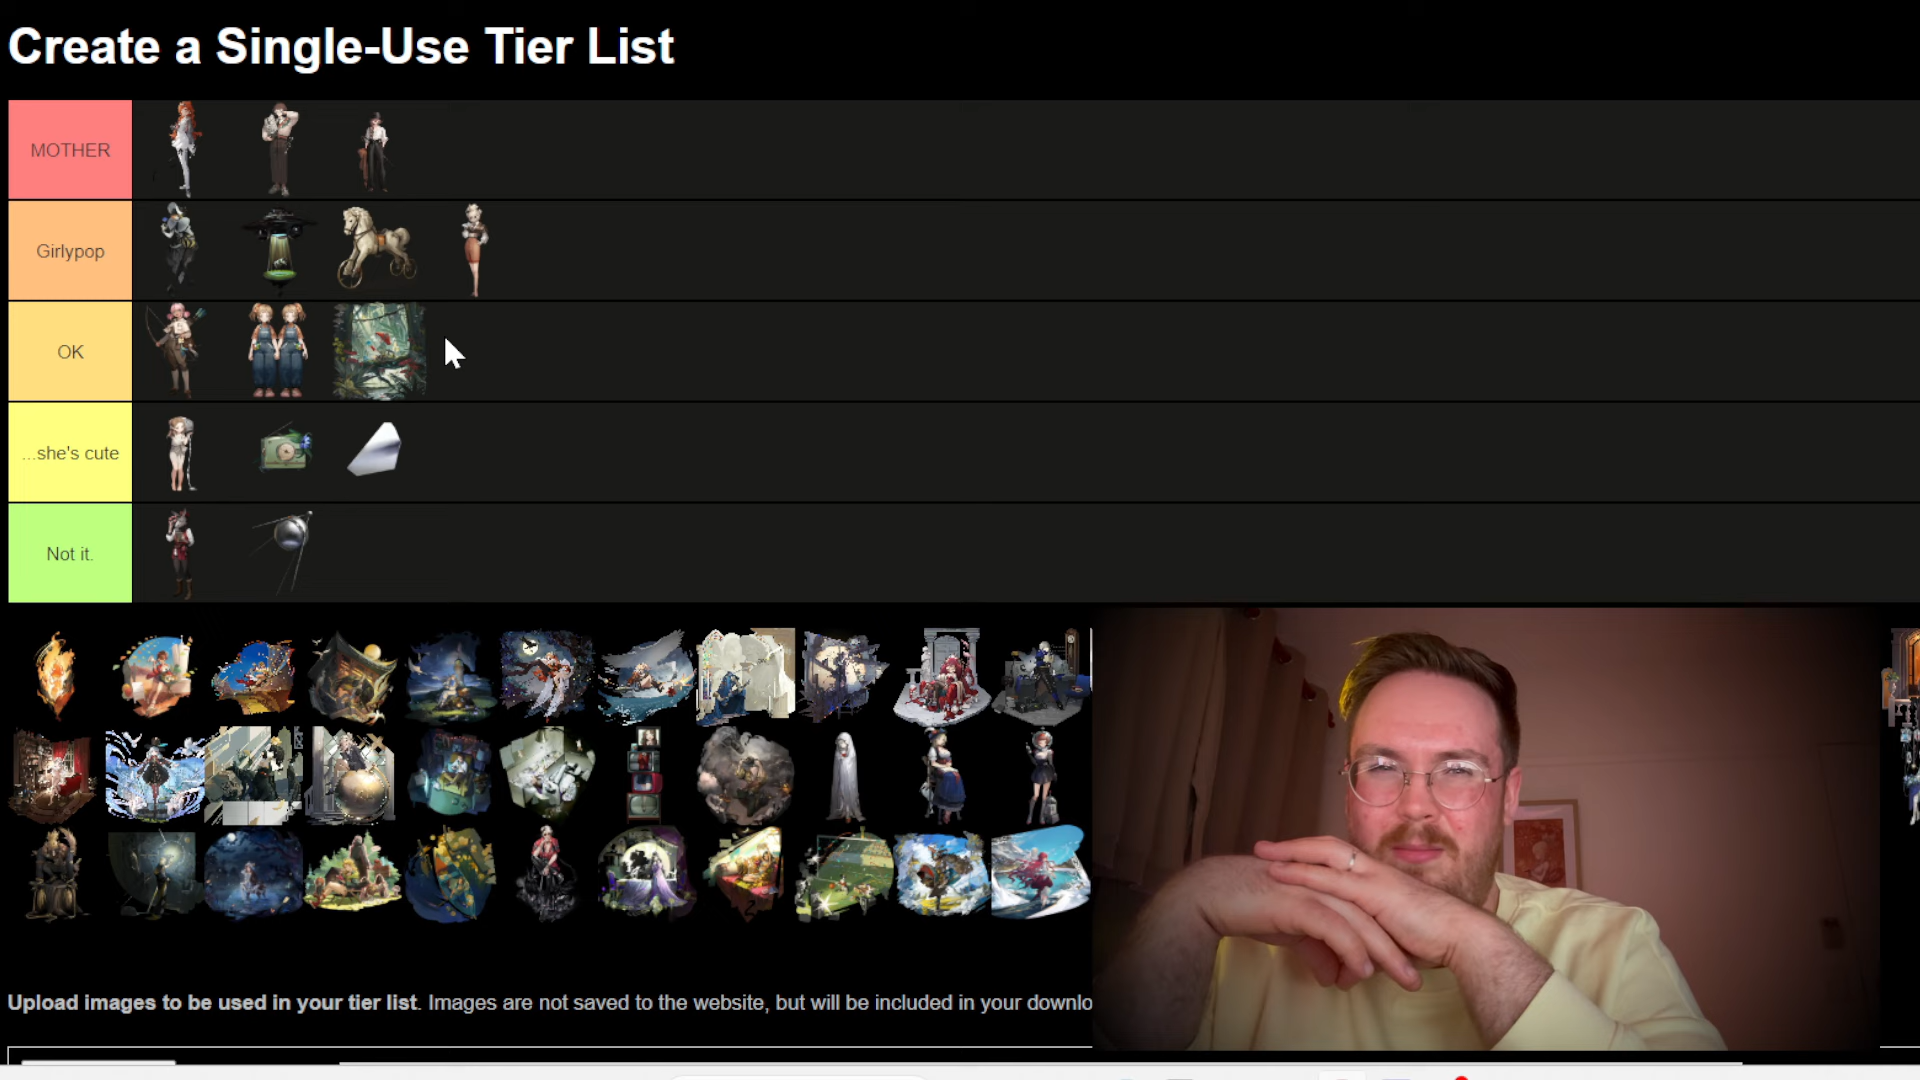 Create a Single-Use Tier List
MOTHER
Girlypop
OK
...she's cute
Not it.
Upload images to be used in your tier list. Images are not saved to the website, but will be included in your downlo